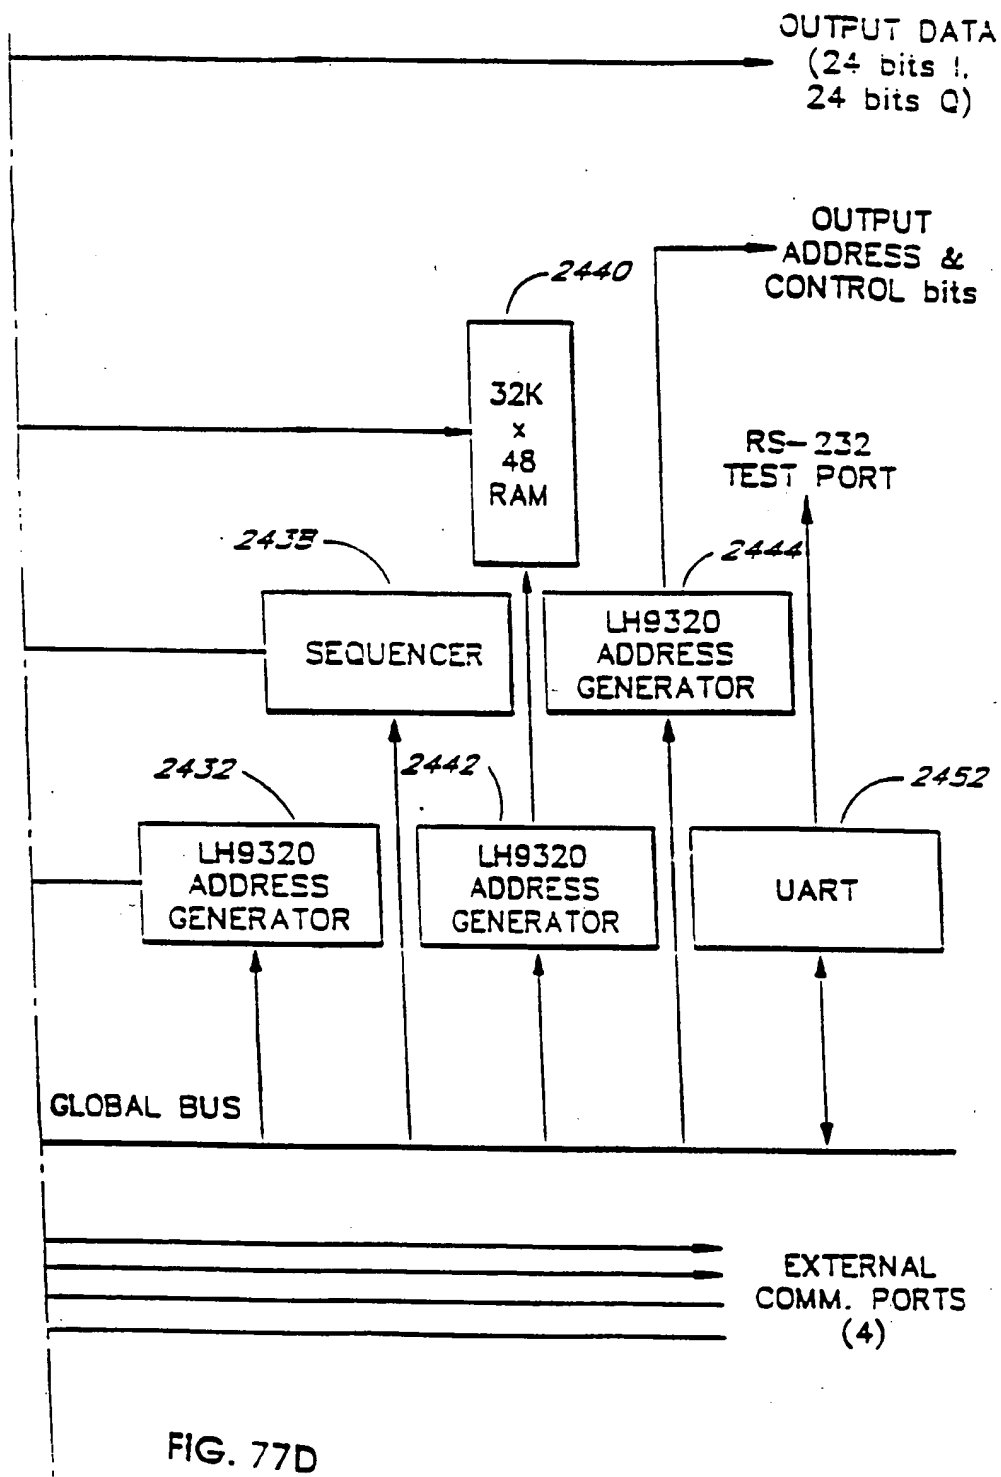 OUTPUT DATA
(24 bits I,
24 bits Q)
OUTPUT
ADDRESS &
CONTROL bits
2440
32K
x
48
RAM
RS-232
TEST PORT
2438
2444
SEQUENCER
LH9320
ADDRESS
GENERATOR
2432
2442
2452
LH9320
ADDRESS
GENERATOR
LH9320
ADDRESS
GENERATOR
UART
GLOBAL BUS
EXTERNAL
COMM. PORTS
(4)
FIG. 77D